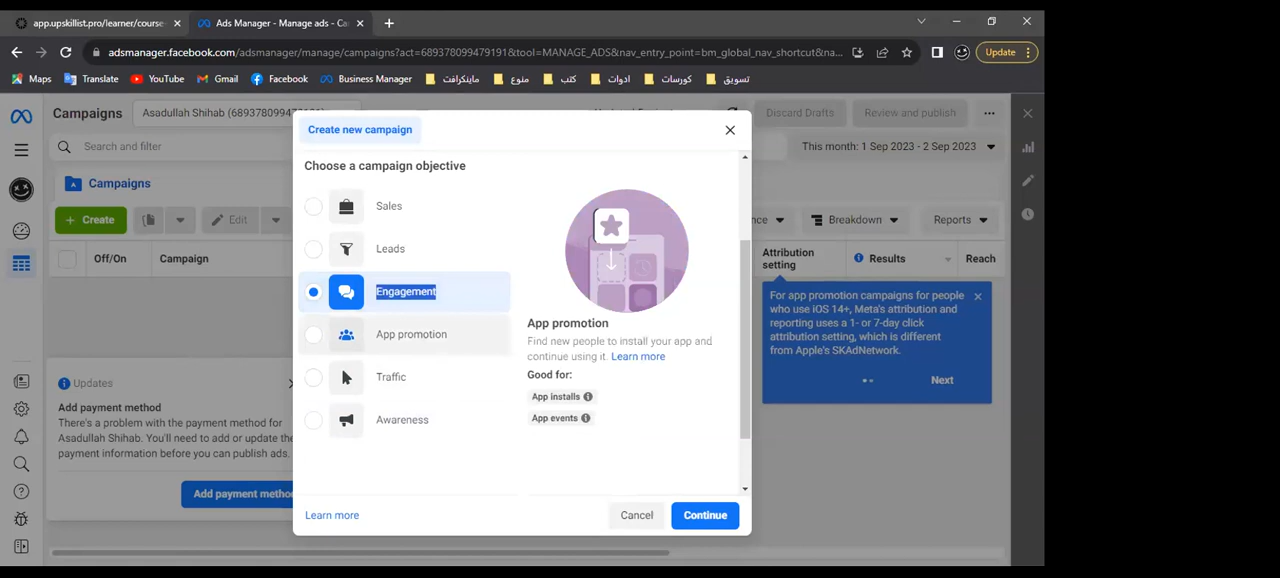 app.upskillist.pro/learner/course
Ads Manager - Manage ads - Ca
adsmanager.facebook.com/adsmanager/manage/campaigns?act=689378099479191&tool=MANAGE_ADS&nav_entry_point=bm_global_nav_shortcut&na...
Update
Maps
Translate
YouTube
Gmail
Facebook
Business Manager
ماينكرافت
منوع
كتب
ادوات
كورسات
تسويق
Campaigns
Asadullah Shihab
Discard Drafts
Review and publish
Create new campaign
Search and filter
This month: 1 Sep 2023 - 2 Sep 2023
Choose a campaign objective
Campaigns
Sales
Create
Edit
Breakdown
Reports
Leads
Off/On
Campaign
Attribution setting
Results
Reach
Engagement
For app promotion campaigns for people
who use iOS 14+, Meta's attribution and
reporting uses a 1- or 7-day click
attribution setting, which is different
from Apple's SKAdNetwork.
Next
App promotion
App promotion
Find new people to install your app and
continue using it. Learn more
Good for:
App installs
App events
Traffic
Awareness
Updates
Add payment method
There's a problem with the payment method for
Asadullah Shihab. You'll need to add or update the
payment information before you can publish ads.
Add payment metho
Learn more
Cancel
Continue